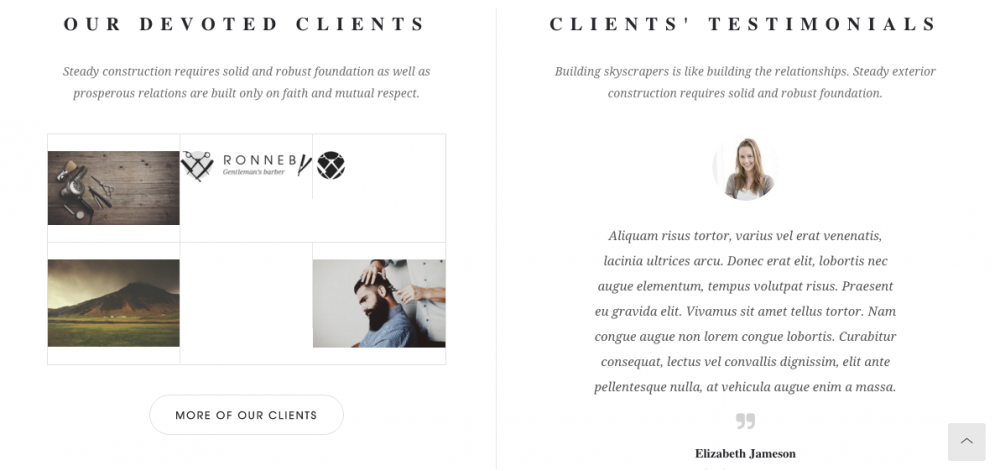 OUR DEVOTED CLIENTS
Steady construction requires solid and robust foundation as well as
prosperous relations are built only on faith and mutual respect.
RONNEBY
Gentleman's barber
MORE OF OUR CLIENTS
CLIENTS' TESTIMONIALS
Building skyscrapers is like building the relationships. Steady exterior
construction requires solid and robust foundation.
Aliquam risus tortor, varius vel erat venenatis,
lacinia ultrices arcu. Donec erat elit, lobortis nec
augue elementum, tempus volutpat risus. Praesent
eu gravida elit. Vivamus sit amet tellus tortor. Nam
congue augue non lorem congue lobortis. Curabitur
consequat, lectus vel convallis dignissim, elit ante
pellentesque nulla, at vehicula augue enim a massa.
Elizabeth Jameson